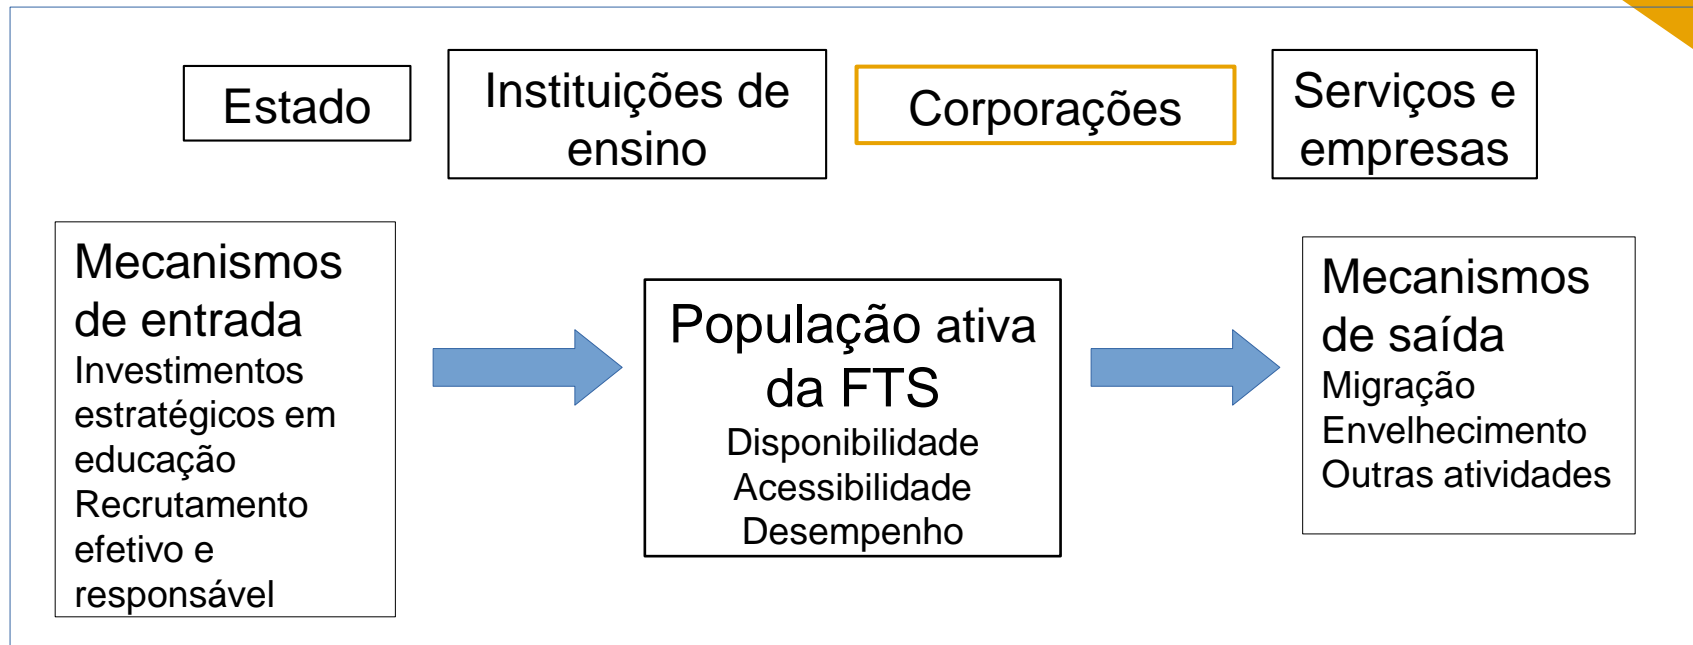 Estado
Instituições de
ensino
Corporações
Serviços e
empresas
Mecanismos
de entrada
Investimentos
estratégicos em
educação
Recrutamento
efetivo e
responsável
População ativa
da FTS
Disponibilidade
Acessibilidade
Desempenho
Mecanismos
de saída
Migração
Envelhecimento
Outras atividades